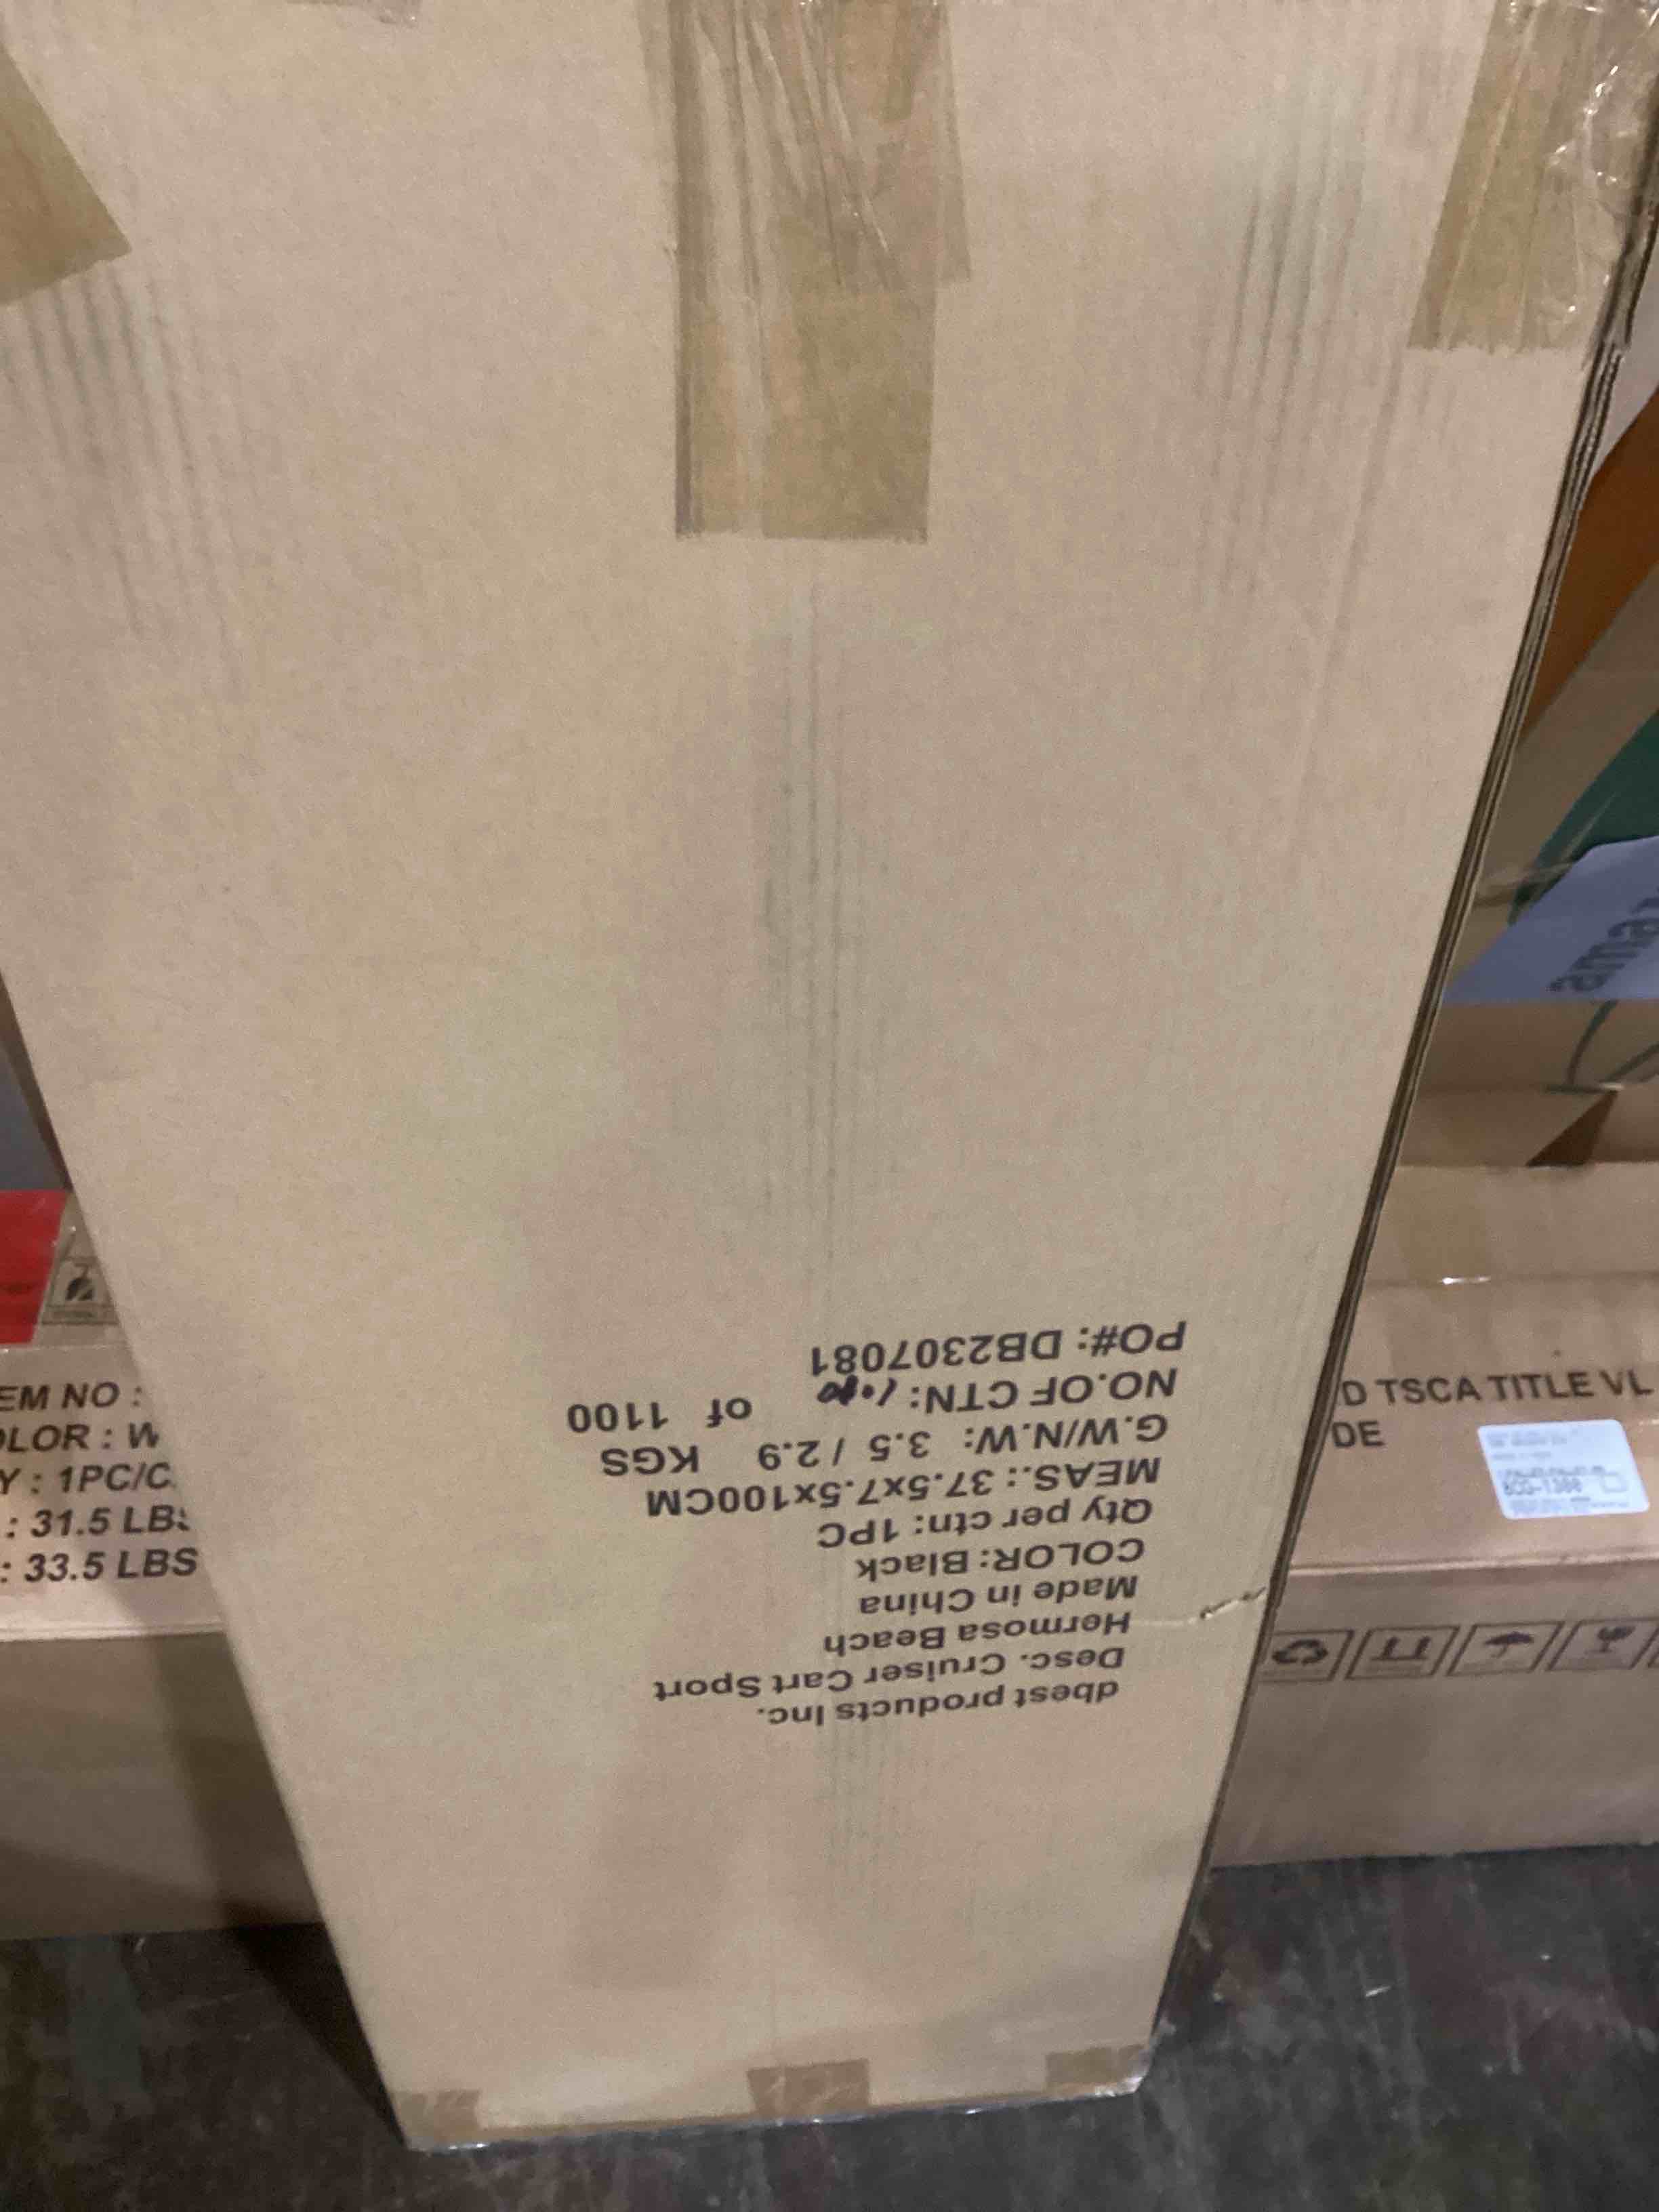 dbest products Inc.
Desc. Cruiser Cart Sport
Hermosa Beach
Made in China
COLOR: Black
Qty per ctn: 1PC
MEAS.: 37.5x7.5x100CM
G.W/N.W: 3.5 / 2.9 KGS
NO.OF CTN: of 1100
PO#: DB2307081
EM NO :
OLOR : W
Y : 1PC/C
: 31.5 LBS
: 33.5 LBS
D TSCA TITLE VL
DE
ama